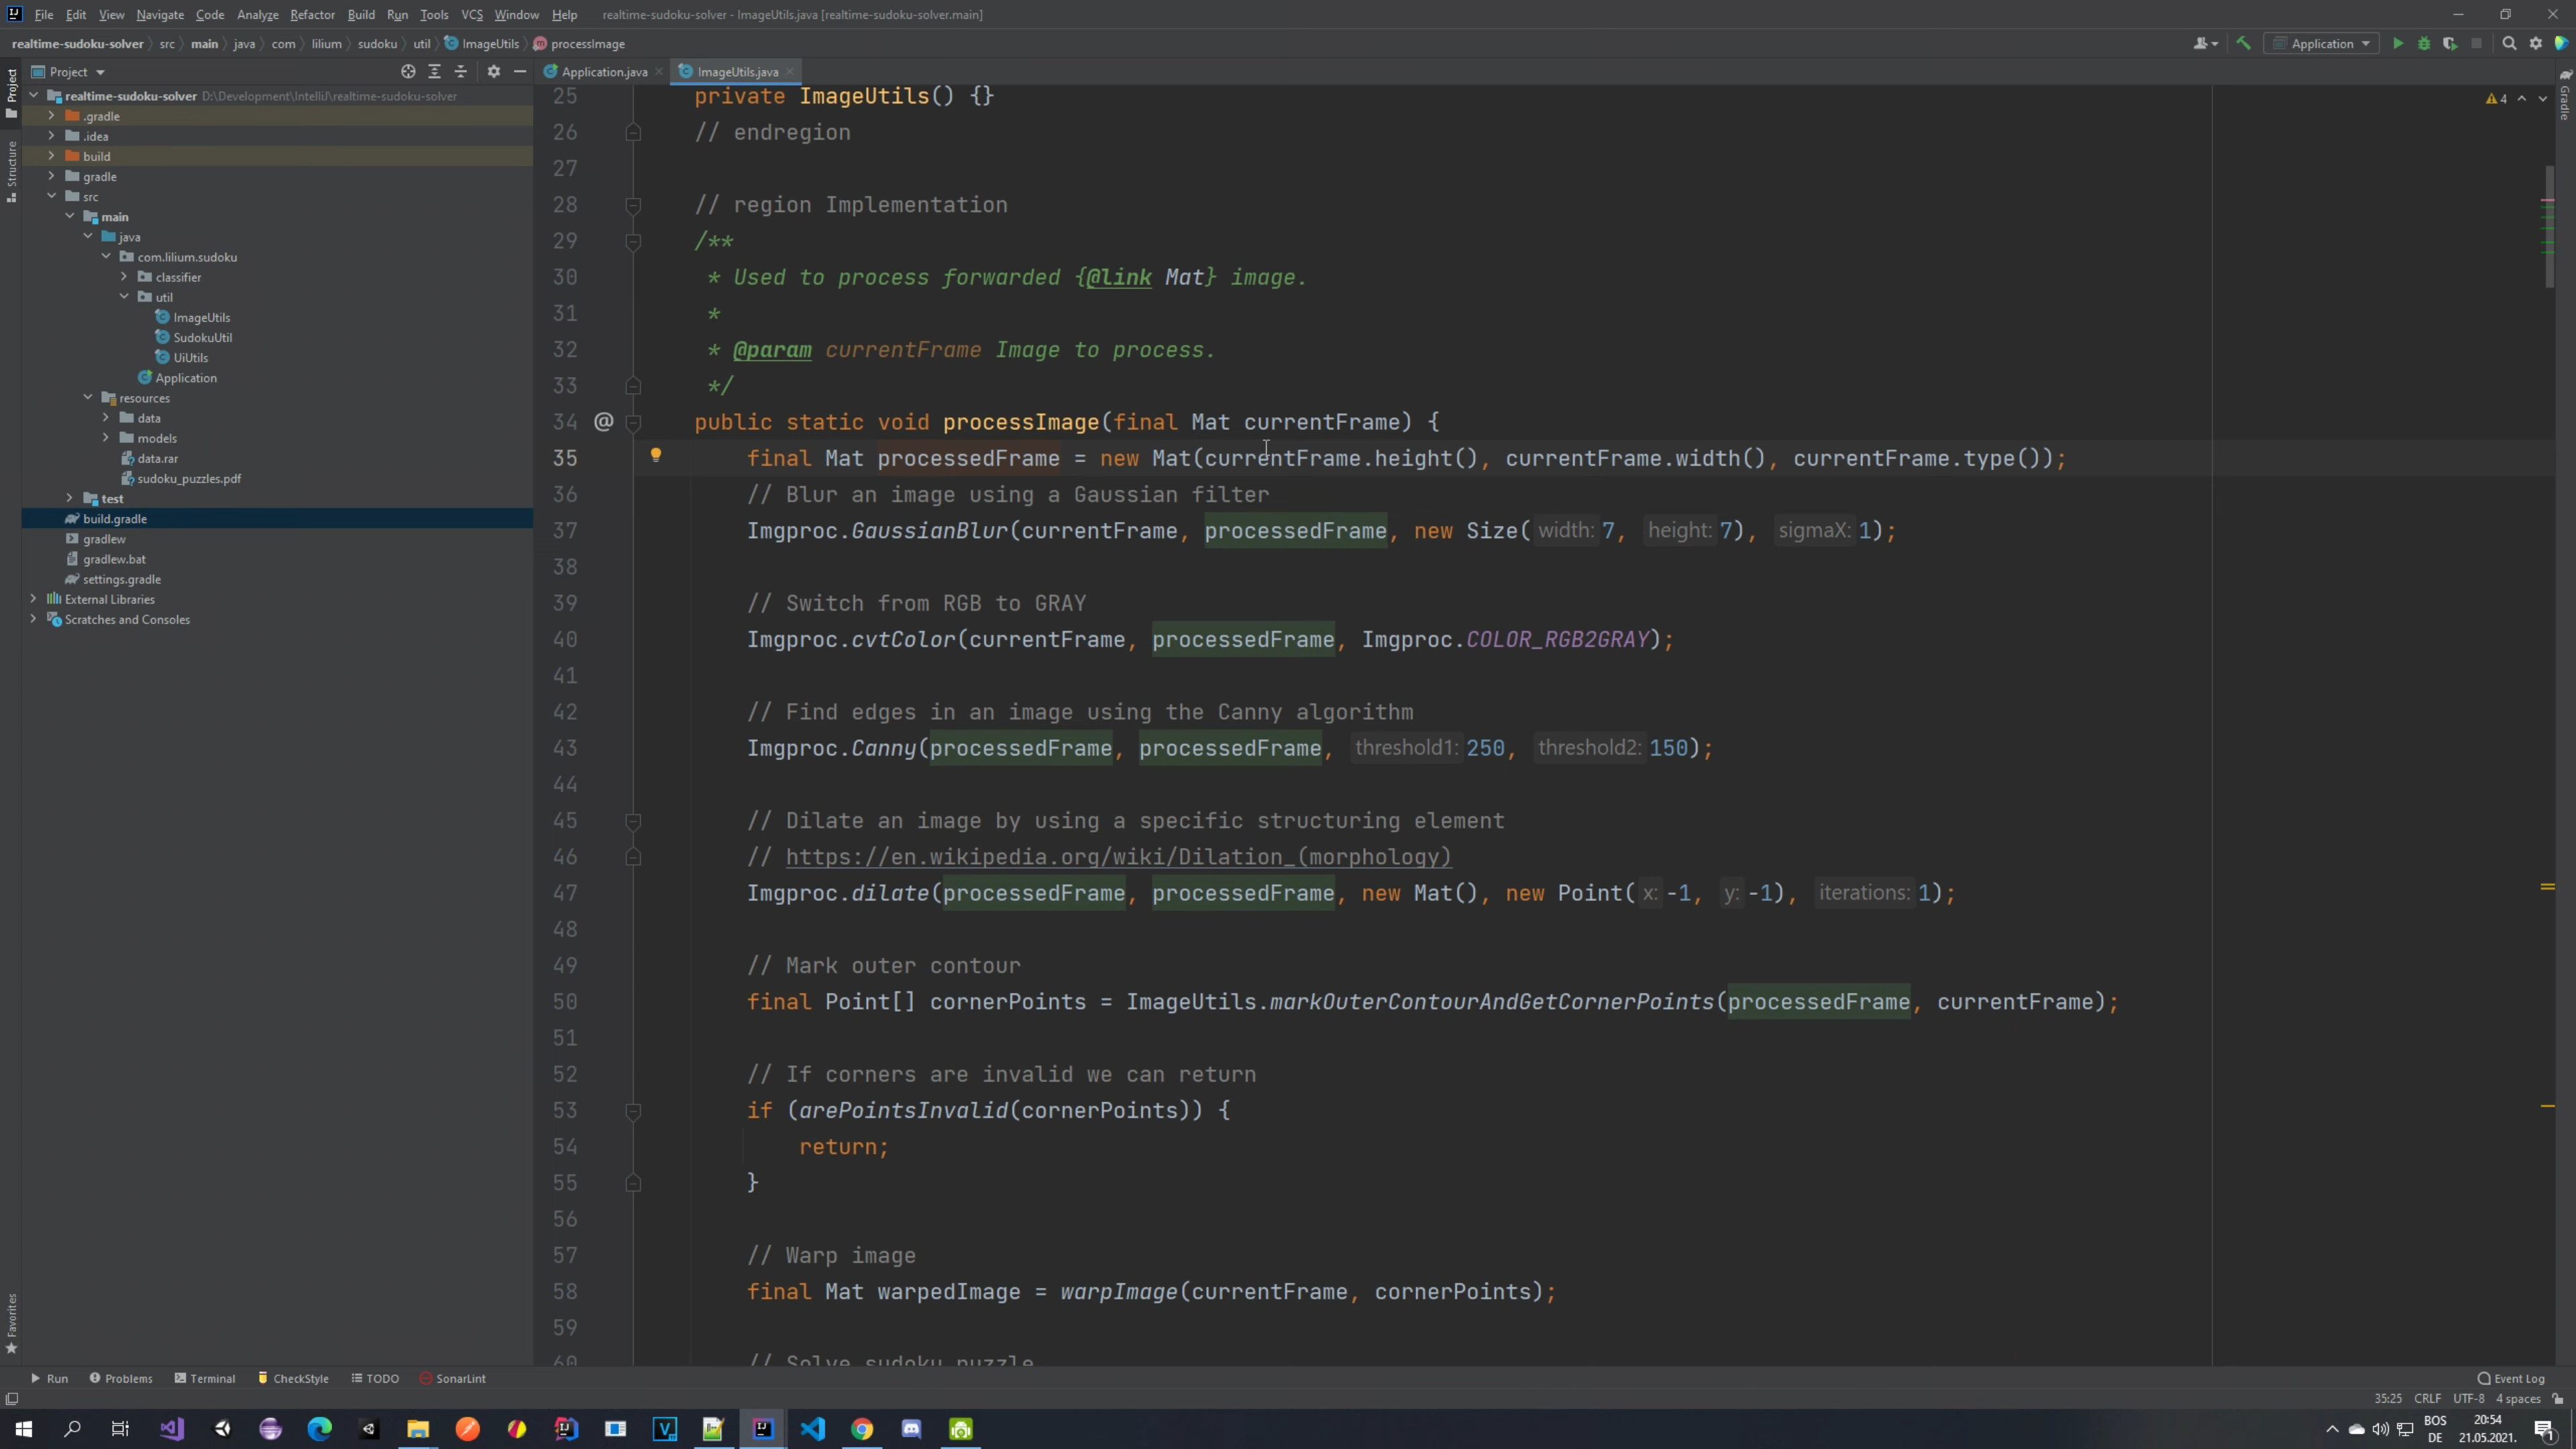 File Edit View Navigate Code Analyze Refactor Build Run Tools VCS Window Help realtime-sudoku-solver - ImageUtils.java [realtime-sudoku-solver.main]
realtime-sudoku-solver src main java com lilium sudoku util ImageUtils processImage
Application
Project
Application.java
ImageUtils.java
Project
Structure
Favorites
Gradle
4
realtime-sudoku-solver D:\Development\IntelliJ\realtime-sudoku-solver
.gradle
.idea
build
gradle
src
main
java
com.lilium.sudoku
classifier
util
ImageUtils
SudokuUtil
UiUtils
Application
resources
data
models
data.rar
sudoku_puzzles.pdf
test
build.gradle
gradlew
gradlew.bat
settings.gradle
External Libraries
Scratches and Consoles
25 private ImageUtils() {}
26 // endregion
27
28 // region Implementation
29 /**
30 * Used to process forwarded {@link Mat} image.
31 *
32 * @param currentFrame Image to process.
33 */
34 @ public static void processImage(final Mat currentFrame) {
35 final Mat processedFrame = new Mat(currentFrame.height(), currentFrame.width(), currentFrame.type());
36 // Blur an image using a Gaussian filter
37 Imgproc.GaussianBlur(currentFrame, processedFrame, new Size( width: 7, height: 7), sigmaX: 1);
38
39 // Switch from RGB to GRAY
40 Imgproc.cvtColor(currentFrame, processedFrame, Imgproc.COLOR_RGB2GRAY);
41
42 // Find edges in an image using the Canny algorithm
43 Imgproc.Canny(processedFrame, processedFrame, threshold1: 250, threshold2: 150);
44
45 // Dilate an image by using a specific structuring element
46 // https://en.wikipedia.org/wiki/Dilation_(morphology)
47 Imgproc.dilate(processedFrame, processedFrame, new Mat(), new Point( x: -1, y: -1), iterations: 1);
48
49 // Mark outer contour
50 final Point[] cornerPoints = ImageUtils.markOuterContourAndGetCornerPoints(processedFrame, currentFrame);
51
52 // If corners are invalid we can return
53 if (arePointsInvalid(cornerPoints)) {
54 return;
55 }
56
57 // Warp image
58 final Mat warpedImage = warpImage(currentFrame, cornerPoints);
59
60 // Solve sudoku puzzle
Run Problems Terminal CheckStyle TODO SonarLint Event Log
35:25 CRLF UTF-8 4 spaces
BOS
DE
20:54
21.05.2021.
1